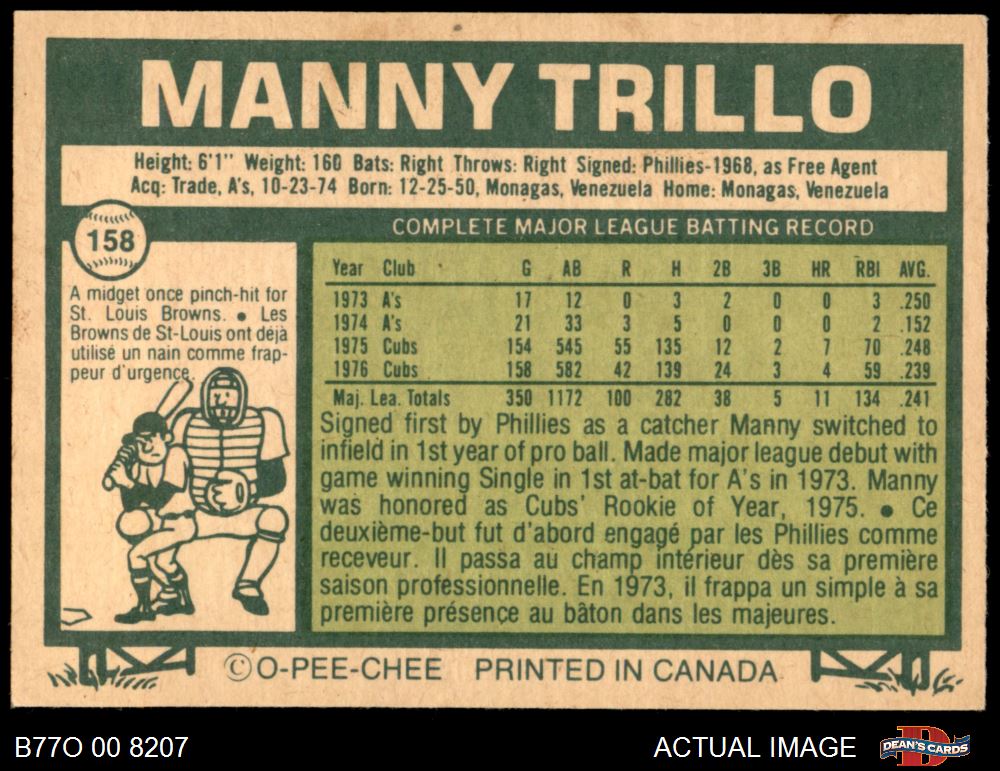 MANNY TRILLO
Height: 6'1" Weight: 160 Bats: Right Throws: Right Signed: Phillies-1968, as Free Agent
Acq: Trade, A's, 10-23-74 Born: 12-25-50, Monagas, Venezuela Home: Monagas, Venezuela
158
A midget once pinch-hit for
St. Louis Browns. ● Les
Browns de St-Louis ont déjà
utilisé un nain comme frap-
peur d'urgence.
COMPLETE MAJOR LEAGUE BATTING RECORD
Year Club G AB R H 2B 3B HR RBI AVG.
1973 A's 17 12 0 3 2 0 0 3 .250
1974 A's 21 33 3 5 0 0 0 2 .152
1975 Cubs 154 545 55 135 12 2 7 70 .248
1976 Cubs 158 582 42 139 24 3 4 59 .239
Maj. Lea. Totals 350 1172 100 282 38 5 11 134 .241
Signed first by Phillies as a catcher Manny switched to
infield in 1st year of pro ball. Made major league debut with
game winning Single in 1st at-bat for A's in 1973. Manny
was honored as Cubs' Rookie of Year, 1975. ● Ce
deuxième-but fut d'abord engagé par les Phillies comme
receveur. Il passa au champ intérieur dès sa première
saison professionnelle. En 1973, il frappa un simple à sa
première présence au bâton dans les majeures.
© O-PEE-CHEE PRINTED IN CANADA
B77O 00 8207
ACTUAL IMAGE
DEAN'S CARDS